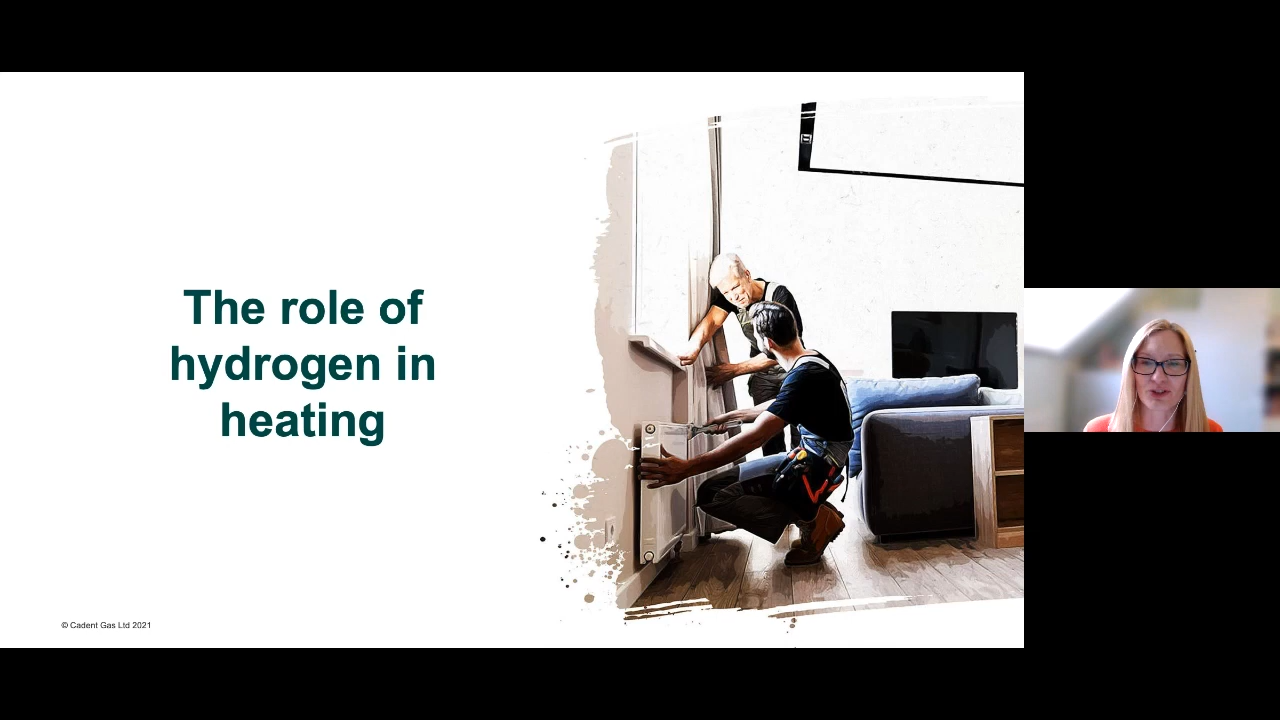 The role of
hydrogen in
heating
© Cadent Gas Ltd 2021